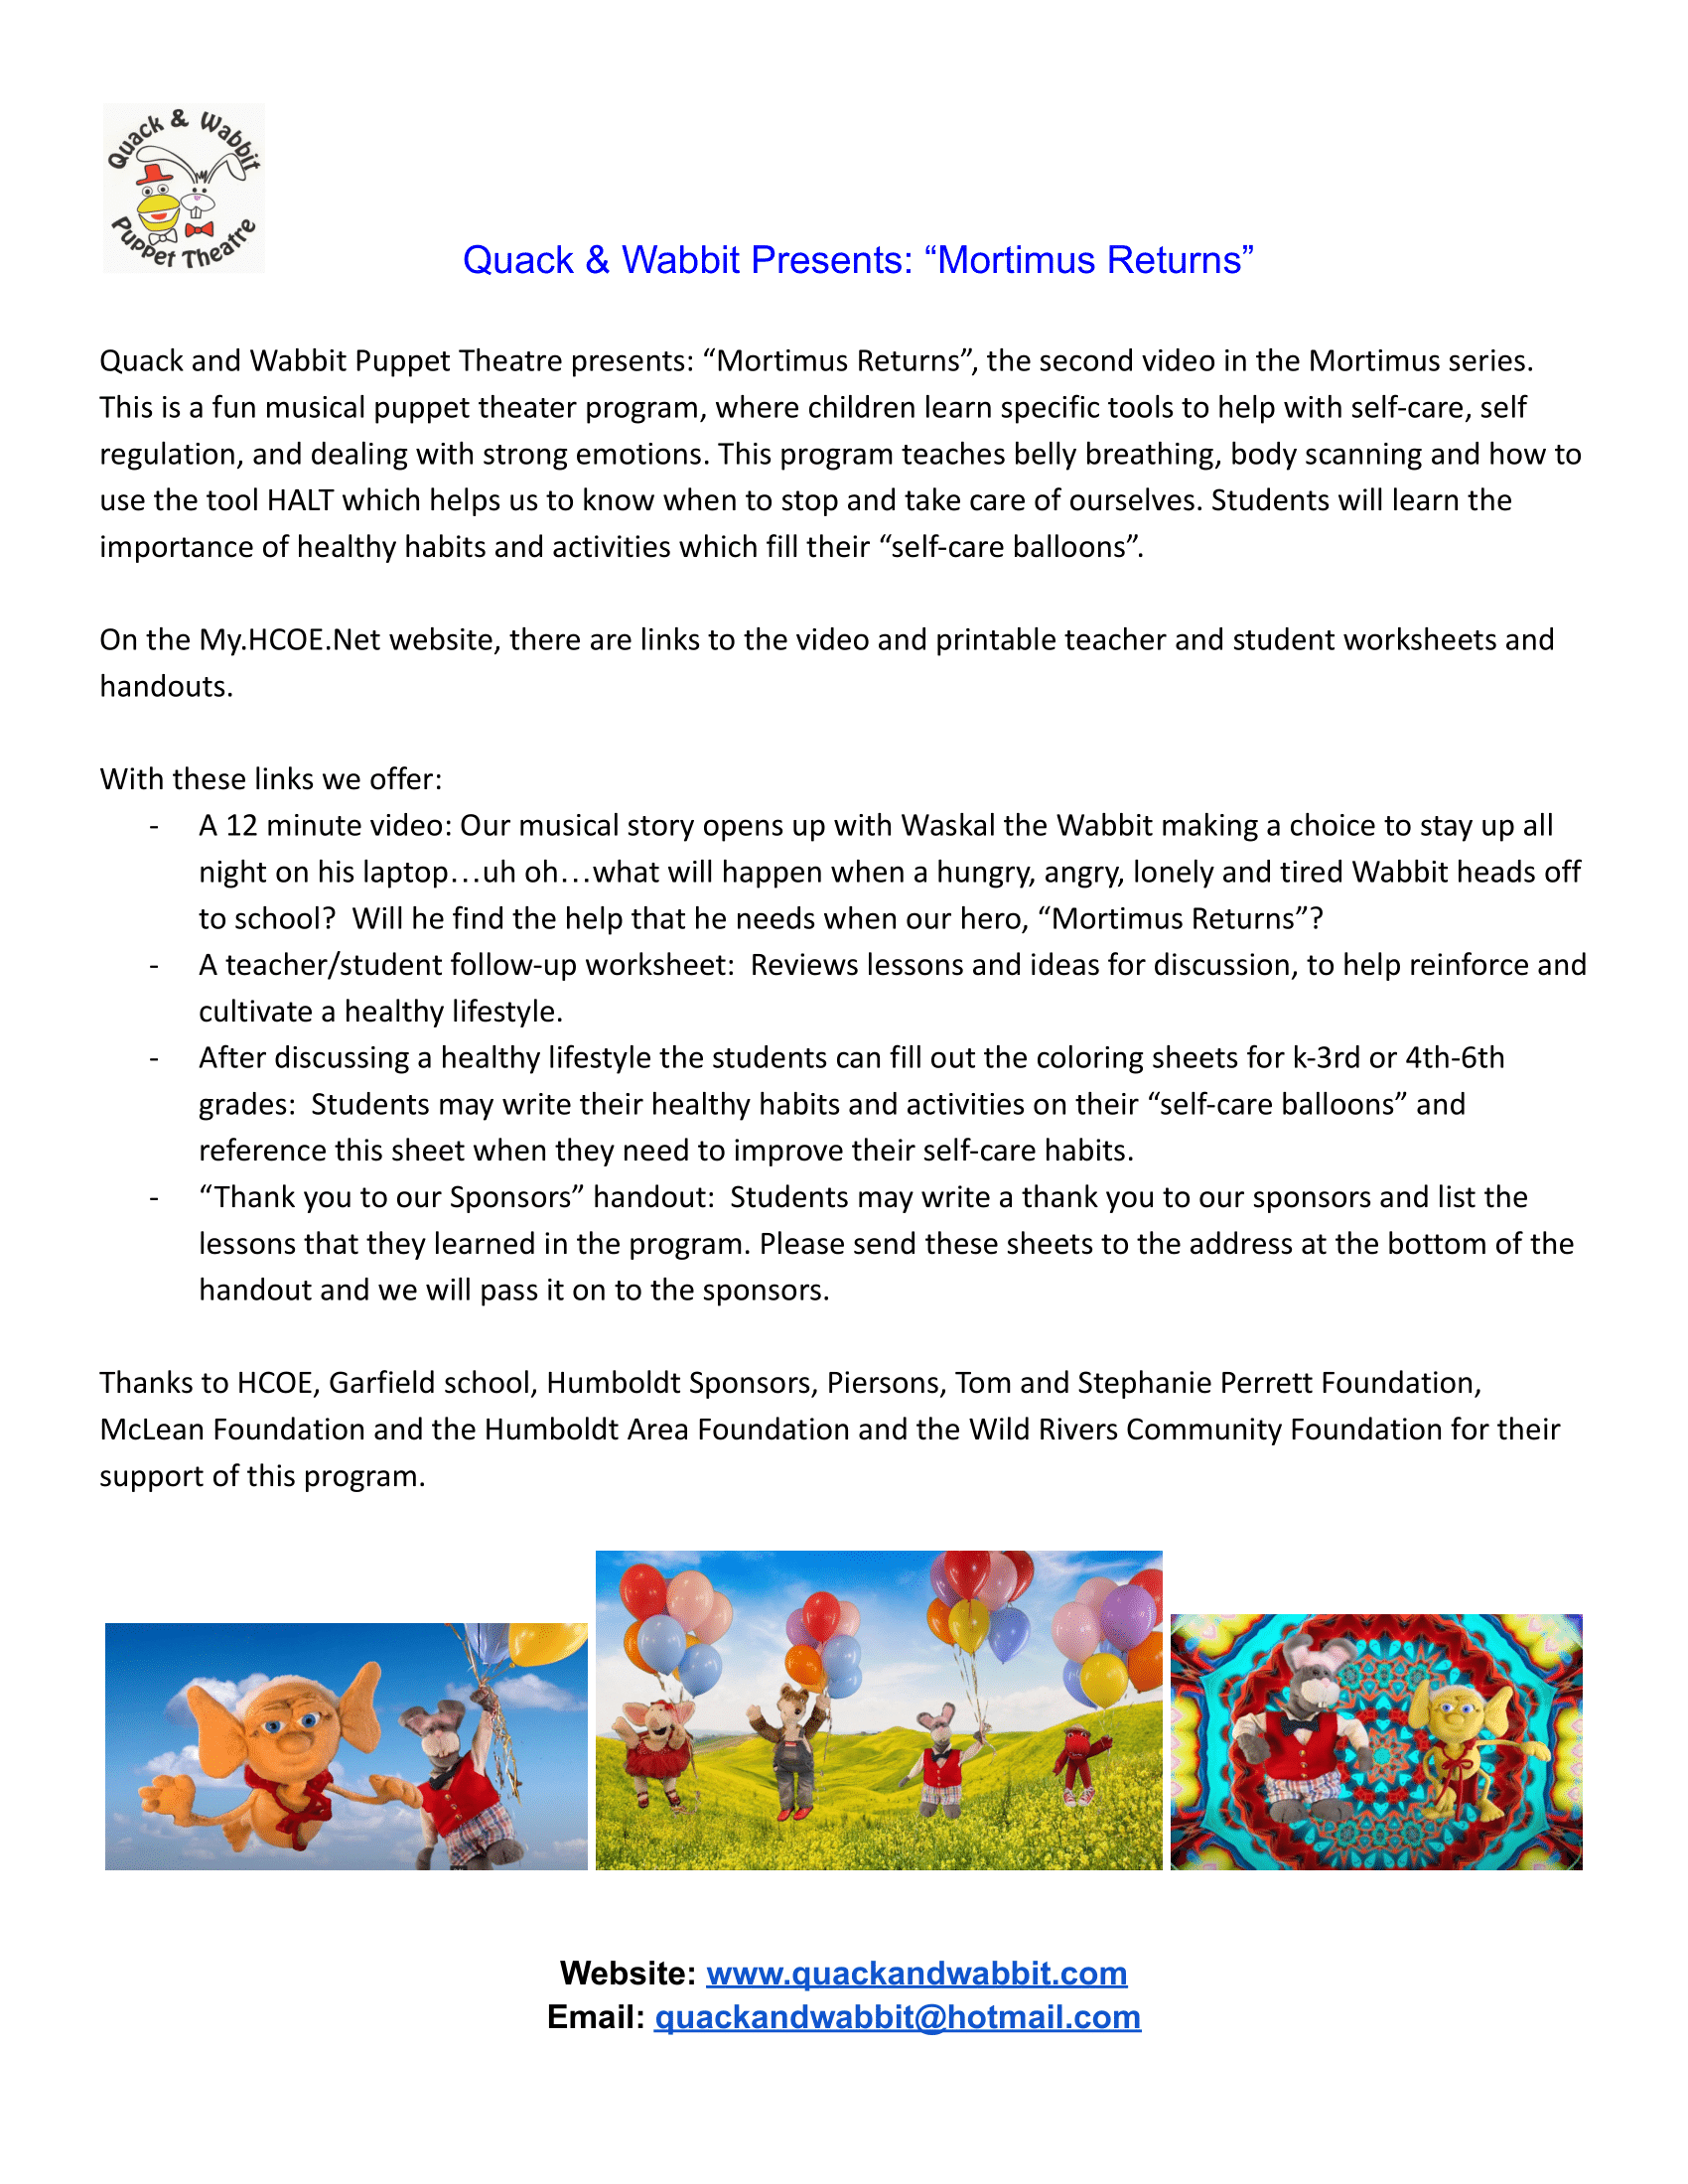 Quack & Wabbit
Puppet Theatre
Quack & Wabbit Presents: “Mortimus Returns”
Quack and Wabbit Puppet Theatre presents: “Mortimus Returns”, the second video in the Mortimus series.
This is a fun musical puppet theater program, where children learn specific tools to help with self-care, self
regulation, and dealing with strong emotions. This program teaches belly breathing, body scanning and how to
use the tool HALT which helps us to know when to stop and take care of ourselves. Students will learn the
importance of healthy habits and activities which fill their “self-care balloons”.
On the My.HCOE.Net website, there are links to the video and printable teacher and student worksheets and
handouts.
With these links we offer:
- A 12 minute video: Our musical story opens up with Waskal the Wabbit making a choice to stay up all
night on his laptop…uh oh…what will happen when a hungry, angry, lonely and tired Wabbit heads off
to school?  Will he find the help that he needs when our hero, “Mortimus Returns”?
- A teacher/student follow-up worksheet:  Reviews lessons and ideas for discussion, to help reinforce and
cultivate a healthy lifestyle.
- After discussing a healthy lifestyle the students can fill out the coloring sheets for k-3rd or 4th-6th
grades:  Students may write their healthy habits and activities on their “self-care balloons” and
reference this sheet when they need to improve their self-care habits.
- “Thank you to our Sponsors” handout:  Students may write a thank you to our sponsors and list the
lessons that they learned in the program. Please send these sheets to the address at the bottom of the
handout and we will pass it on to the sponsors.
Thanks to HCOE, Garfield school, Humboldt Sponsors, Piersons, Tom and Stephanie Perrett Foundation,
McLean Foundation and the Humboldt Area Foundation and the Wild Rivers Community Foundation for their
support of this program.
Website: www.quackandwabbit.com
Email: quackandwabbit@hotmail.com